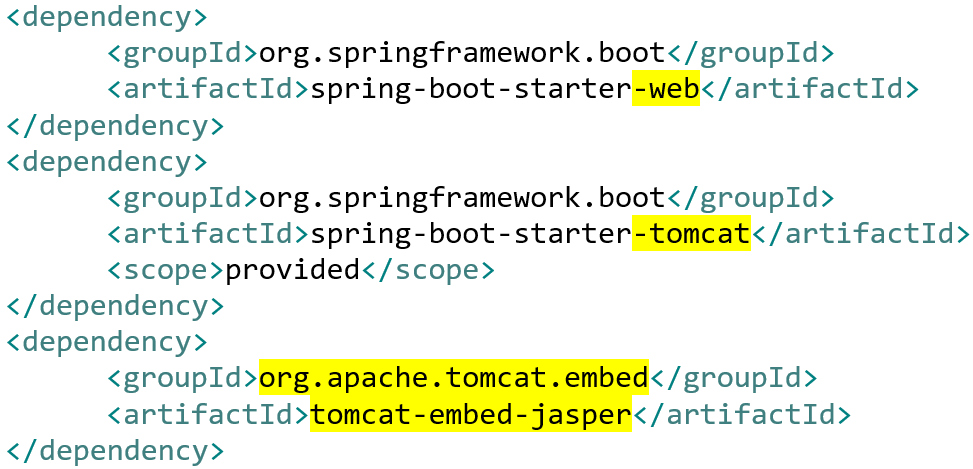 <dependency>
<groupId>org.springframework.boot</groupId>
<artifactId>spring-boot-starter-web</artifactId>
</dependency>
<dependency>
<groupId>org.springframework.boot</groupId>
<artifactId>spring-boot-starter-tomcat</artifactId>
<scope>provided</scope>
</dependency>
<dependency>
<groupId>org.apache.tomcat.embed</groupId>
<artifactId>tomcat-embed-jasper</artifactId>
</dependency>